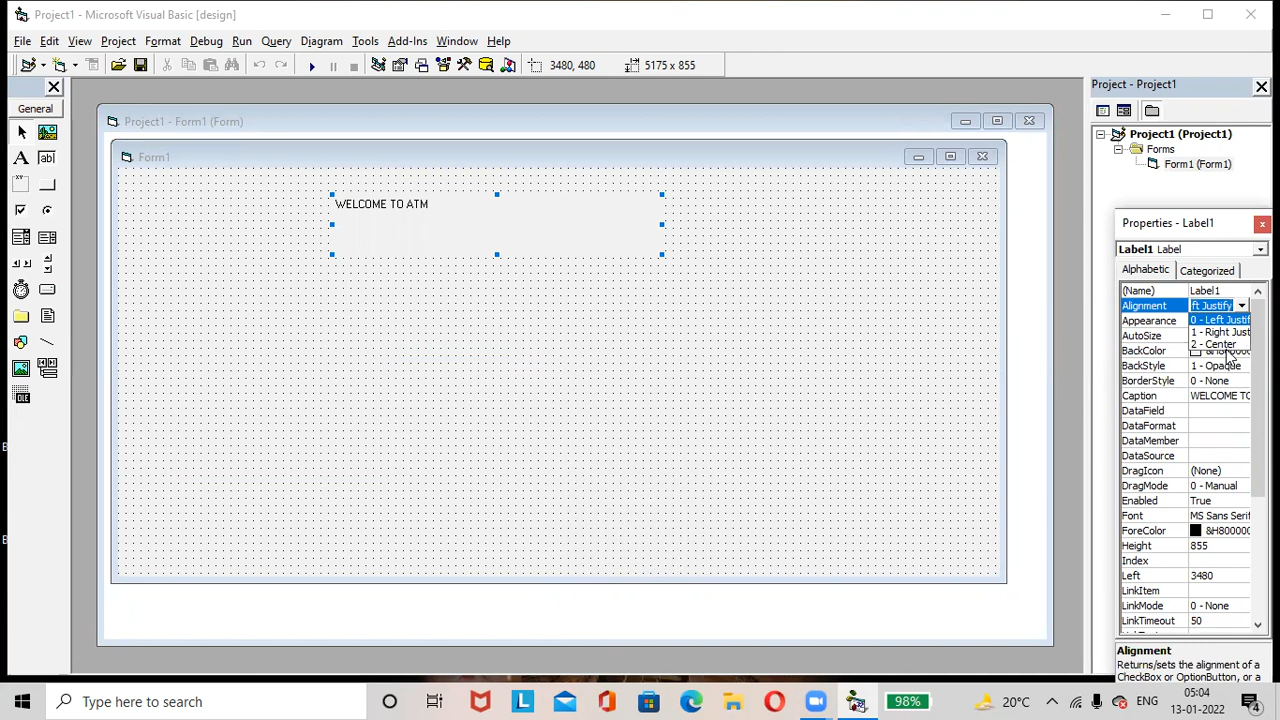 Project1 - Microsoft Visual Basic [design]
File Edit View Project Format Debug Run Query Diagram Tools Add-Ins Window Help
3480, 480 5175 x 855
General
Project1 - Form1 (Form)
Form1
WELCOME TO ATM
Project - Project1
Project1 (Project1)
Forms
Form1 (Form1)
Properties - Label1
Label1 Label
Alphabetic Categorized
(Name) Label1
Alignment ft Justify
0 - Left Justif
1 - Right Just
2 - Center
Appearance
AutoSize
BackColor
BackStyle 1 - Opaque
BorderStyle 0 - None
Caption WELCOME TO
DataField
DataFormat
DataMember
DataSource
DragIcon (None)
DragMode 0 - Manual
Enabled True
Font MS Sans Serif
ForeColor &H80000
Height 855
Index
Left 3480
LinkItem
LinkMode 0 - None
LinkTimeout 50
Alignment
Returns/sets the alignment of a
CheckBox or OptionButton, or a
Type here to search
98%
20°C
ENG
05:04
13-01-2022
4